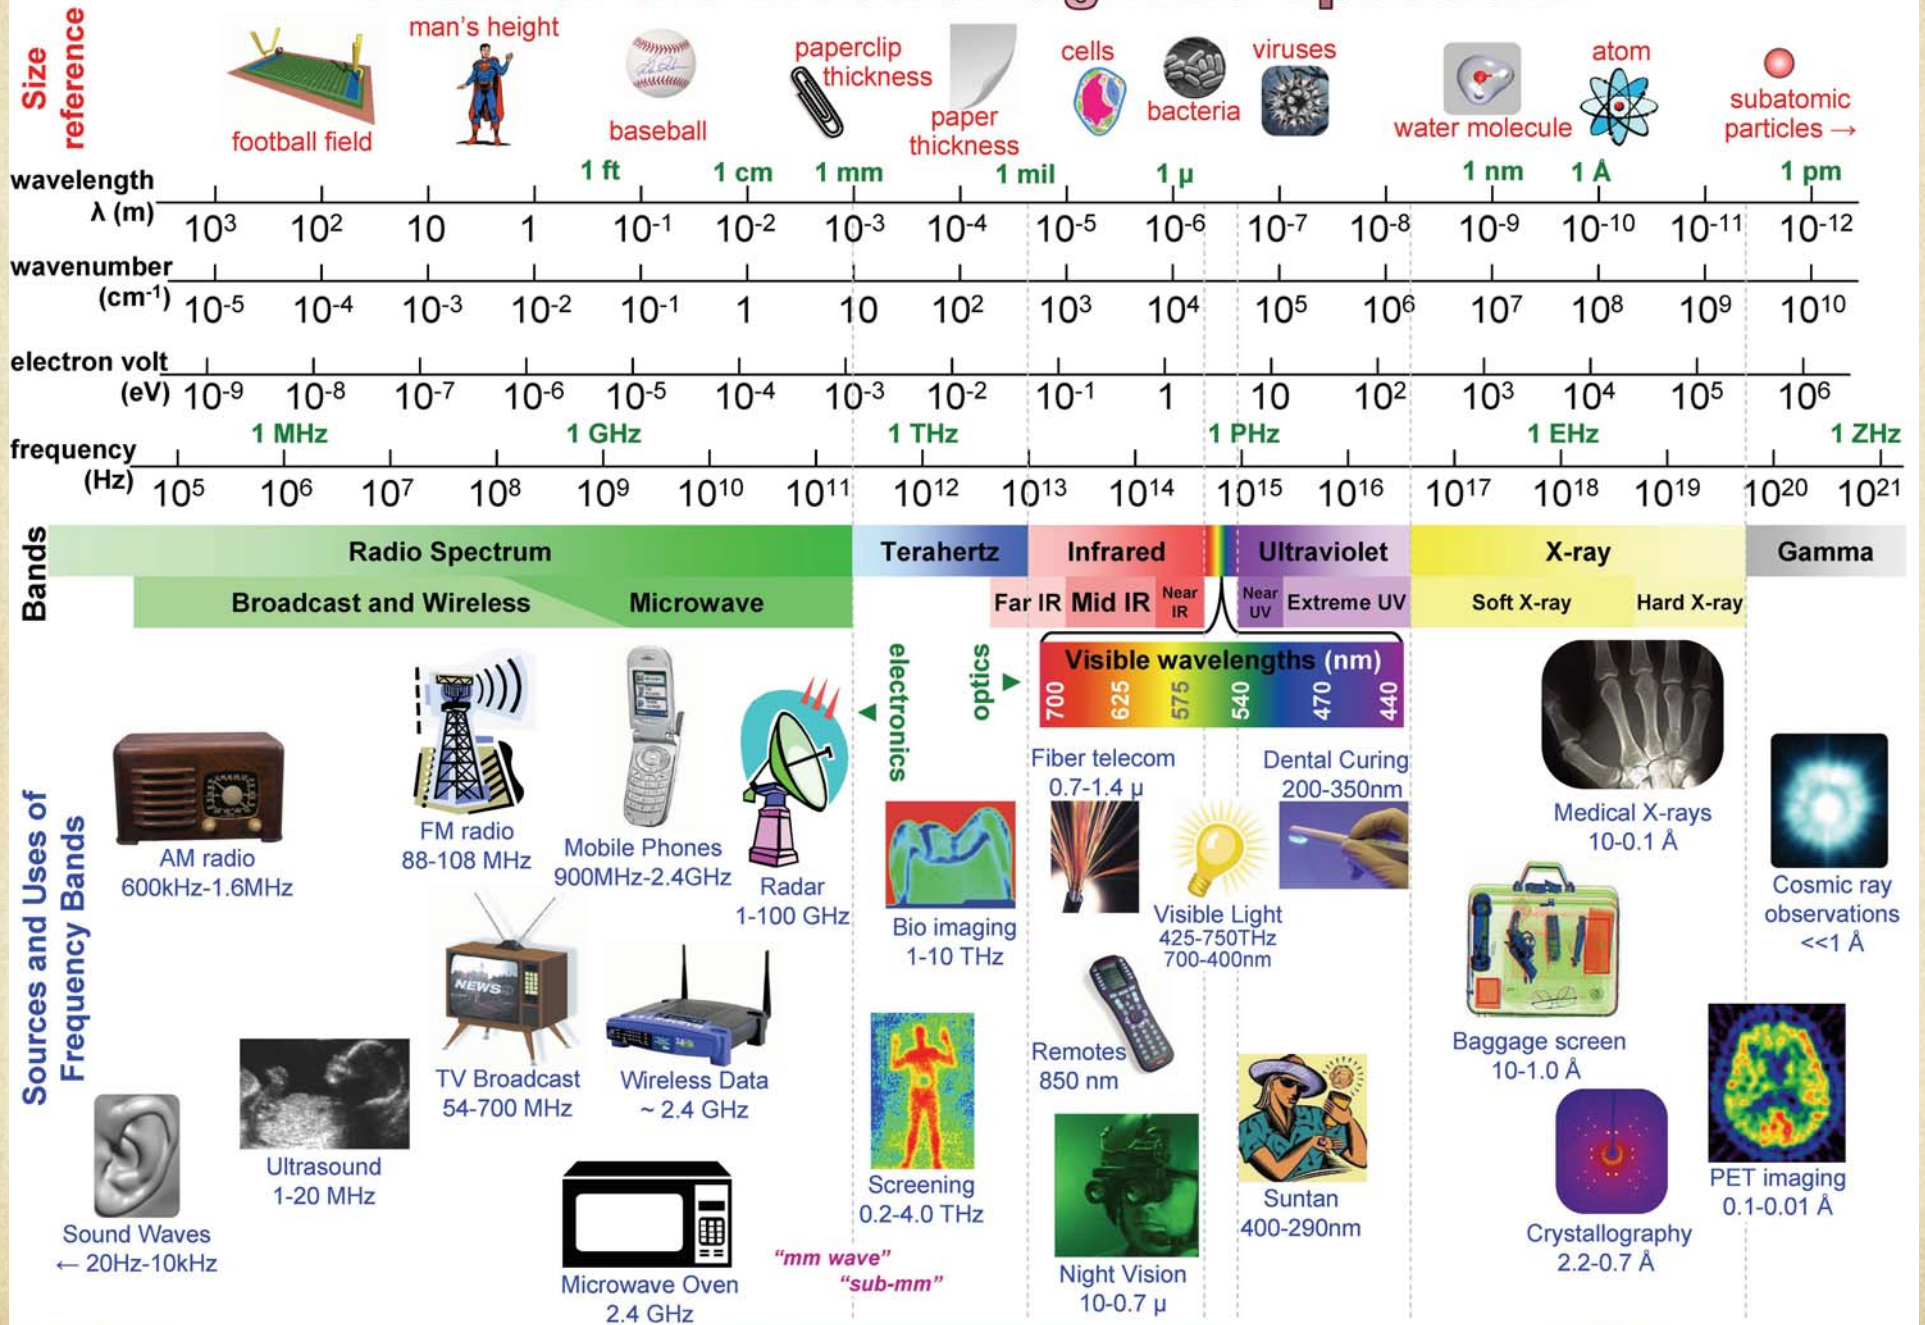 Size reference
football field
man's height
baseball
paperclip thickness
paper thickness
cells
bacteria
viruses
water molecule
atom
subatomic particles →
1 ft 1 cm 1 mm 1 mil 1 µ 1 nm 1 Å 1 pm
wavelength λ (m)
10³ 10² 10 1 10⁻¹ 10⁻² 10⁻³ 10⁻⁴ 10⁻⁵ 10⁻⁶ 10⁻⁷ 10⁻⁸ 10⁻⁹ 10⁻¹⁰ 10⁻¹¹ 10⁻¹²
wavenumber (cm⁻¹)
10⁻⁵ 10⁻⁴ 10⁻³ 10⁻² 10⁻¹ 1 10 10² 10³ 10⁴ 10⁵ 10⁶ 10⁷ 10⁸ 10⁹ 10¹⁰
electron volt (eV)
10⁻⁹ 10⁻⁸ 10⁻⁷ 10⁻⁶ 10⁻⁵ 10⁻⁴ 10⁻³ 10⁻² 10⁻¹ 1 10 10² 10³ 10⁴ 10⁵ 10⁶
1 MHz 1 GHz 1 THz 1 PHz 1 EHz 1 ZHz
frequency (Hz)
10⁵ 10⁶ 10⁷ 10⁸ 10⁹ 10¹⁰ 10¹¹ 10¹² 10¹³ 10¹⁴ 10¹⁵ 10¹⁶ 10¹⁷ 10¹⁸ 10¹⁹ 10²⁰ 10²¹
Bands
Radio Spectrum Terahertz Infrared Ultraviolet X-ray Gamma
Broadcast and Wireless Microwave Far IR Mid IR Near IR Near UV Extreme UV Soft X-ray Hard X-ray
electronics
optics
Visible wavelengths (nm)
700 625 575 540 470 440
Sources and Uses of Frequency Bands
AM radio
600kHz-1.6MHz
FM radio
88-108 MHz
Mobile Phones
900MHz-2.4GHz
Radar
1-100 GHz
Bio imaging
1-10 THz
Fiber telecom
0.7-1.4 µ
Visible Light
425-750THz
700-400nm
Dental Curing
200-350nm
Medical X-rays
10-0.1 Å
Cosmic ray
observations
<<1 Å
NEWS
TV Broadcast
54-700 MHz
Wireless Data
~ 2.4 GHz
Remotes
850 nm
Baggage screen
10-1.0 Å
Ultrasound
1-20 MHz
Screening
0.2-4.0 THz
Suntan
400-290nm
PET imaging
0.1-0.01 Å
Sound Waves
← 20Hz-10kHz
Microwave Oven
2.4 GHz
"mm wave"
"sub-mm"
Night Vision
10-0.7 µ
Crystallography
2.2-0.7 Å